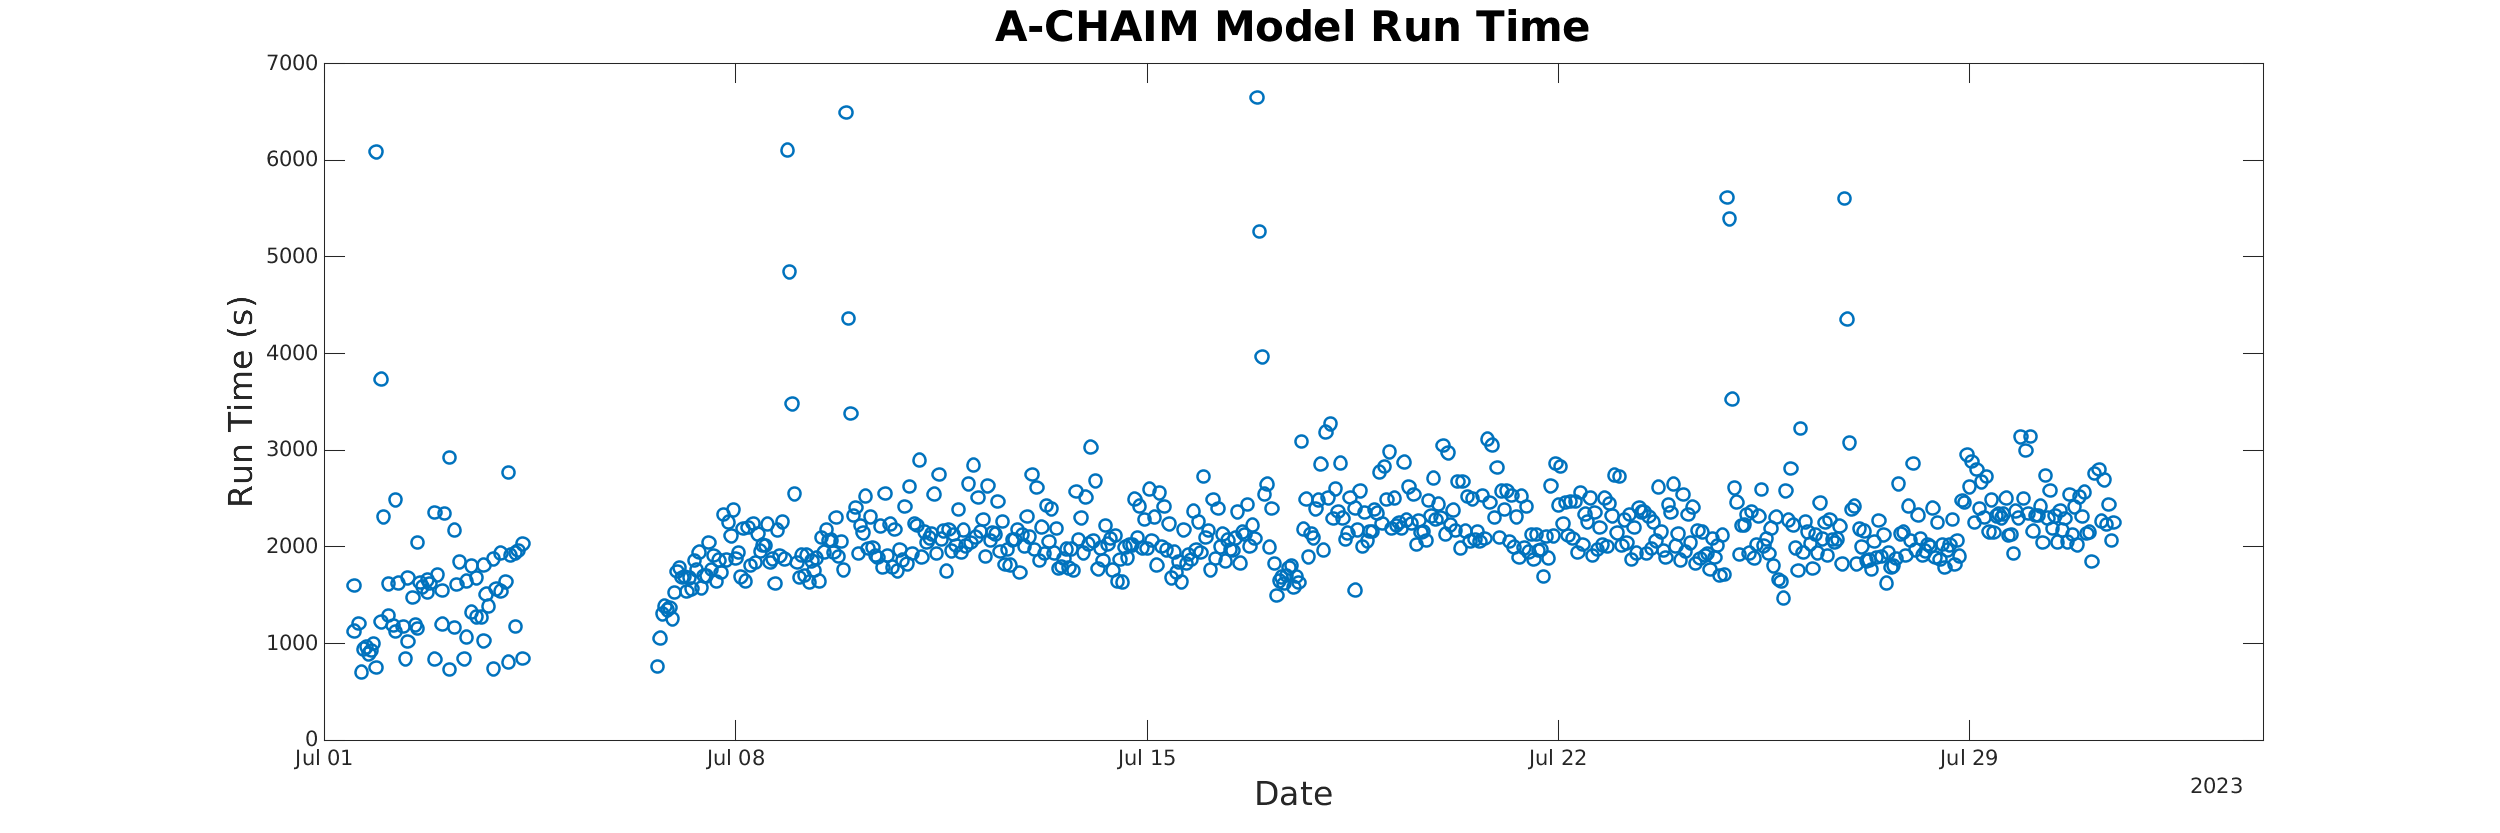 A-CHAIM Model Run Time
7000
6000
5000
4000
3000
2000
1000
0
Run Time (s)
Jul 01
Jul 08
Jul 15
Jul 22
Jul 29
2023
Date